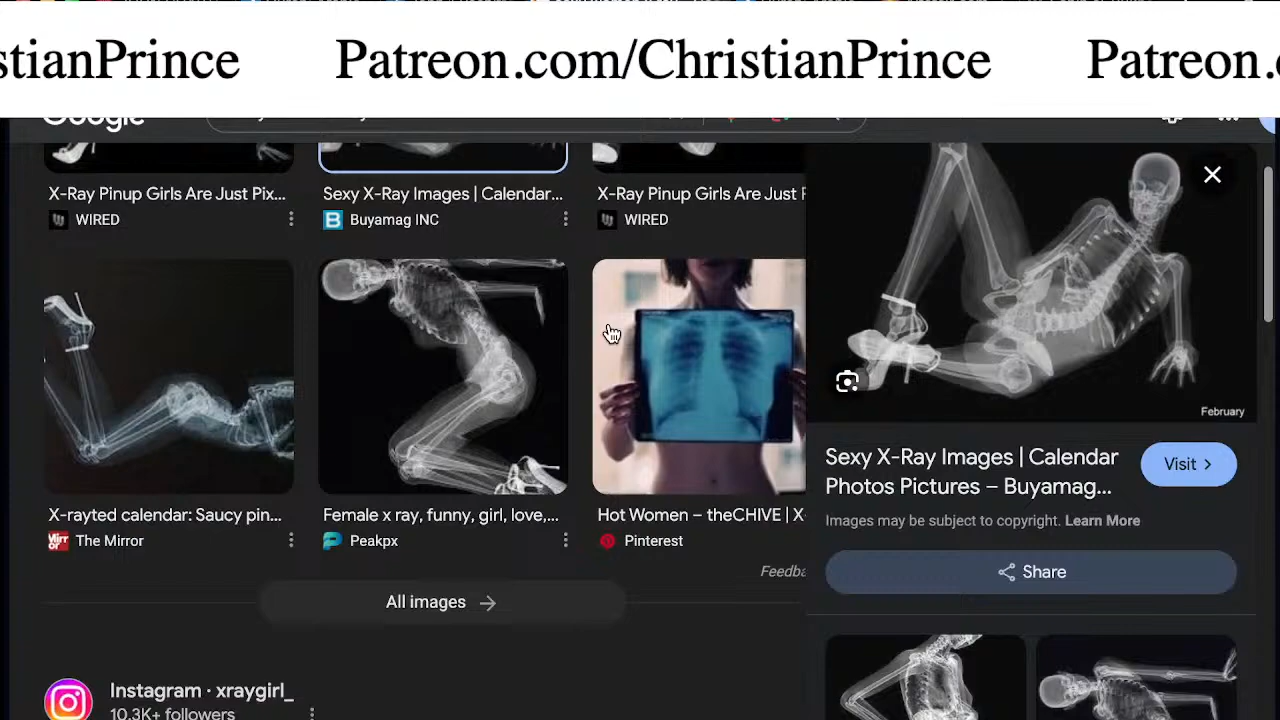 stianPrince Patreon.com/ChristianPrince Patreon.
Google
X-Ray Pinup Girls Are Just Pix...
WIRED
Sexy X-Ray Images | Calendar...
Buyamag INC
X-Ray Pinup Girls Are Just
WIRED
X-rayted calendar: Saucy pin...
The Mirror
Female x ray, funny, girl, love,...
Peakpx
Hot Women – theCHIVE | X-
Pinterest
Feedba
All images
Instagram · xraygirl_
10.3K+ followers
February
Sexy X-Ray Images | Calendar
Photos Pictures – Buyamag...
Visit
Images may be subject to copyright. Learn More
Share